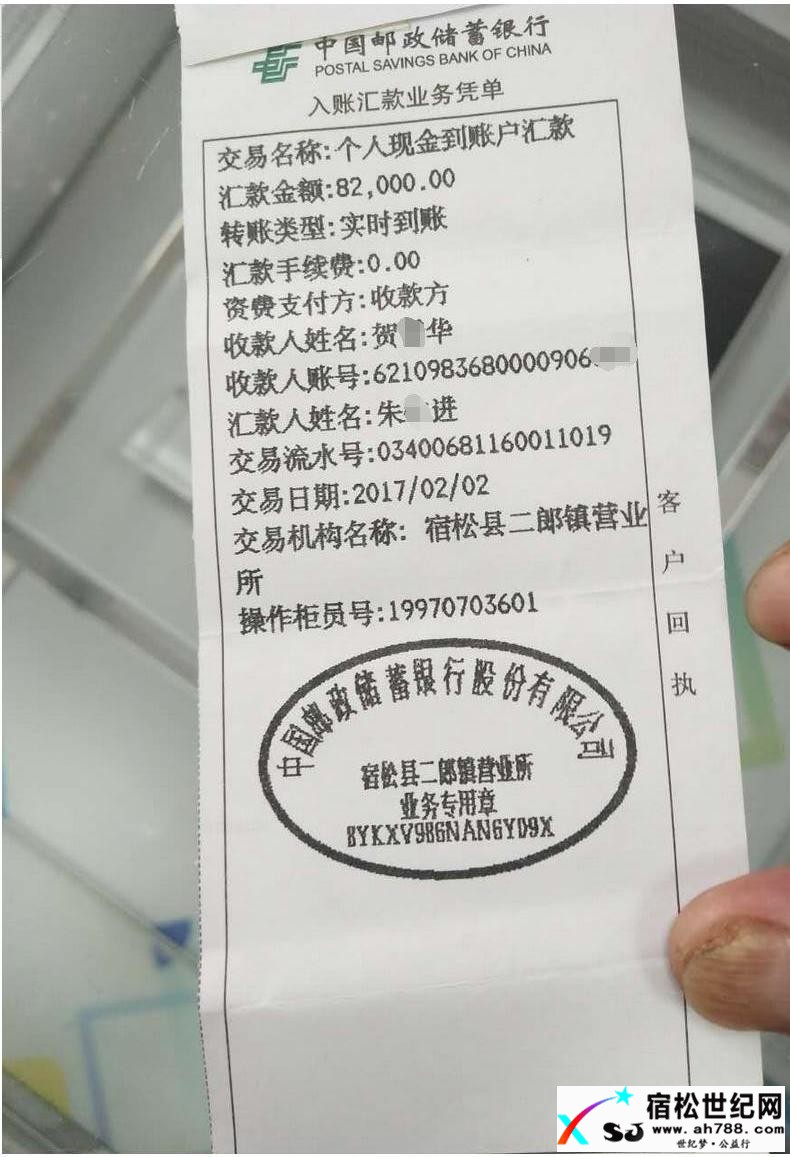 中国邮政储蓄银行
POSTAL SAVINGS BANK OF CHINA
入账汇款业务凭单
交易名称:个人现金到账户汇款
汇款金额:82,000.00
转账类型:实时到账
汇款手续费:0.00
资费支付方:收款方
收款人姓名:贺 华
收款人账号:6210983680000906
汇款人姓名:朱 进
交易流水号:03400681160011019
交易日期:2017/02/02
交易机构名称: 宿松县二郎镇营业
所
操作柜员号:19970703601
客户回执
中国邮政储蓄银行股份有限公司
宿松县二郎镇营业所
业务专用章
BYKXV986NAN6YD9X
宿松世纪网
X SJ www.ah788.com
世纪梦·公益行